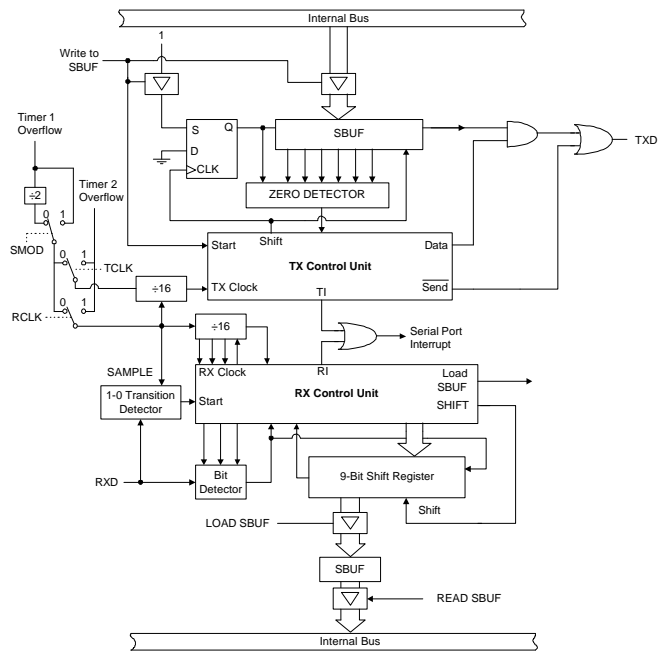 Internal Bus
1
Write to
SBUF
Timer 1
Overflow
S
Q
D
CLK
SBUF
TXD
÷2
Timer 2
Overflow
ZERO DETECTOR
0 1
SMOD
Shift
Start
Data
TX Control Unit
0 1
TCLK
÷16
TX Clock
Send
TI
0 1
RCLK
÷16
Serial Port
Interrupt
SAMPLE
RX Clock
RI
Load
SBUF
1-0 Transition
Detector
Start
RX Control Unit
SHIFT
RXD
Bit
Detector
9-Bit Shift Register
Shift
LOAD SBUF
SBUF
READ SBUF
Internal Bus